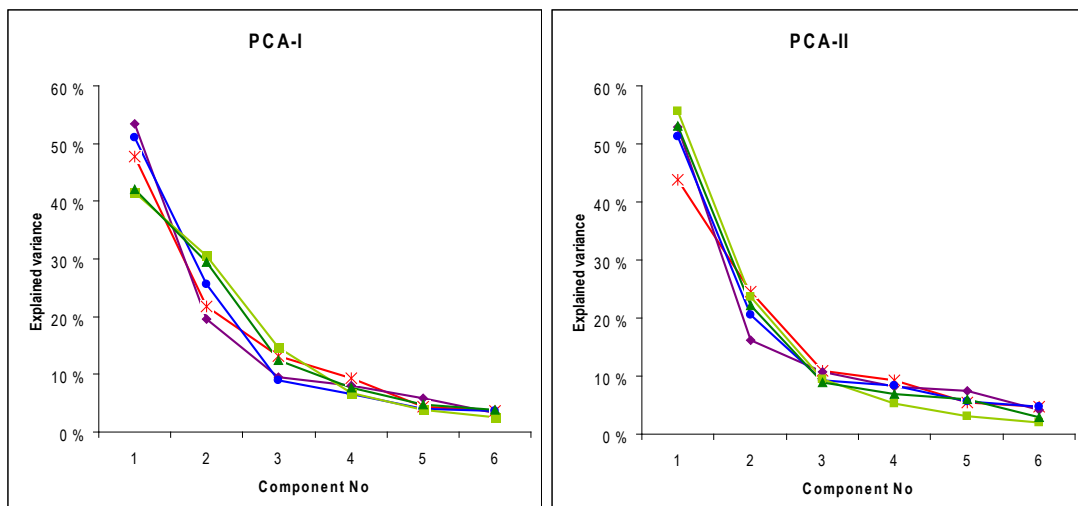 PCA-I
60 %
50 %
40 %
30 %
20 %
10 %
0 %
Explained variance
1 2 3 4 5 6
Component No
PCA-II
60 %
50 %
40 %
30 %
20 %
10 %
0 %
Explained variance
1 2 3 4 5 6
Component No